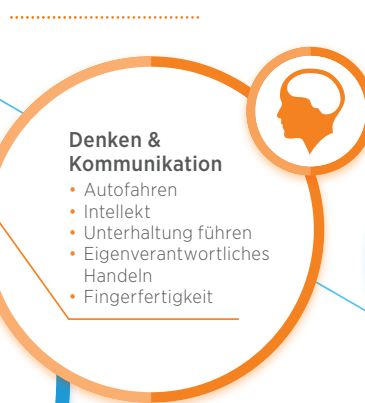 Denken &
Kommunikation
• Autofahren
• Intellekt
• Unterhaltung führen
• Eigenverantwortliches
Handeln
• Fingerfertigkeit